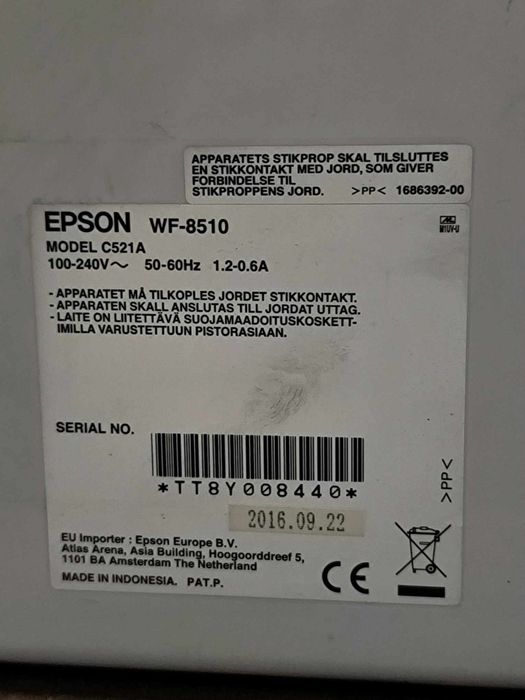 APPARATETS STIKPROP SKAL TILSLUTTES
EN STIKKONTAKT MED JORD, SOM GIVER
FORBINDELSE TIL
STIKPROPPENS JORD. >PP< 1686392-00
EPSON WF-8510
MODEL C521A
100-240V~ 50-60Hz 1.2-0.6A
M1UV-U
- APPARATET MÅ TILKOPLES JORDET STIKKONTAKT.
- APPARATEN SKALL ANSLUTAS TILL JORDAT UTTAG.
- LAITE ON LIITETTÄVÄ SUOJAMAADOITUSKOSKETT-
IMILLA VARUSTETTUUN PISTORASIAAN.
SERIAL NO.
*TT8Y008440*
>PP<
2016.09.22
EU Importer : Epson Europe B.V.
Atlas Arena, Asia Building, Hoogoorddreef 5,
1101 BA Amsterdam The Netherland
MADE IN INDONESIA. PAT.P.
CE